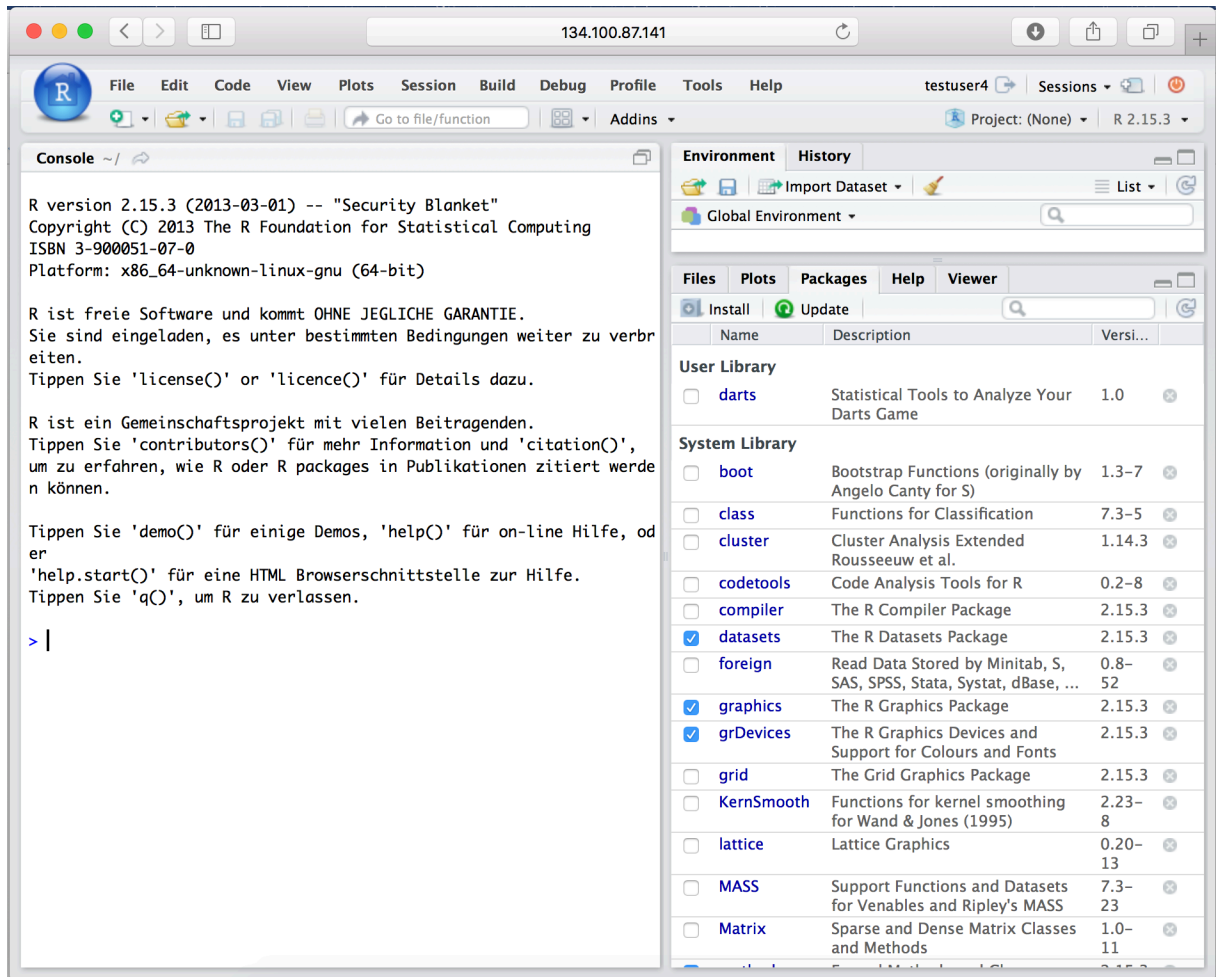 134.100.87.141
R
File Edit Code View Plots Session Build Debug Profile Tools Help
testuser4 Sessions
Go to file/function Addins
R Project: (None) R 2.15.3
Console ~/
R version 2.15.3 (2013-03-01) -- "Security Blanket"
Copyright (C) 2013 The R Foundation for Statistical Computing
ISBN 3-900051-07-0
Platform: x86_64-unknown-linux-gnu (64-bit)
R ist freie Software und kommt OHNE JEGLICHE GARANTIE.
Sie sind eingeladen, es unter bestimmten Bedingungen weiter zu verbr
eiten.
Tippen Sie 'license()' or 'licence()' für Details dazu.
R ist ein Gemeinschaftsprojekt mit vielen Beitragenden.
Tippen Sie 'contributors()' für mehr Information und 'citation()',
um zu erfahren, wie R oder R packages in Publikationen zitiert werde
n können.
Tippen Sie 'demo()' für einige Demos, 'help()' für on-line Hilfe, od
er
'help.start()' für eine HTML Browserschnittstelle zur Hilfe.
Tippen Sie 'q()', um R zu verlassen.
>
Environment History
Import Dataset List
Global Environment
Files Plots Packages Help Viewer
Install Update
Name Description Versi...
User Library
darts Statistical Tools to Analyze Your 1.0
Darts Game
System Library
boot Bootstrap Functions (originally by 1.3-7
Angelo Canty for S)
class Functions for Classification 7.3-5
cluster Cluster Analysis Extended 1.14.3
Rousseeuw et al.
codetools Code Analysis Tools for R 0.2-8
compiler The R Compiler Package 2.15.3
datasets The R Datasets Package 2.15.3
foreign Read Data Stored by Minitab, S, 0.8-
SAS, SPSS, Stata, Systat, dBase, ... 52
graphics The R Graphics Package 2.15.3
grDevices The R Graphics Devices and 2.15.3
Support for Colours and Fonts
grid The Grid Graphics Package 2.15.3
KernSmooth Functions for kernel smoothing 2.23-
for Wand & Jones (1995) 8
lattice Lattice Graphics 0.20-
13
MASS Support Functions and Datasets 7.3-
for Venables and Ripley's MASS 23
Matrix Sparse and Dense Matrix Classes 1.0-
and Methods 11